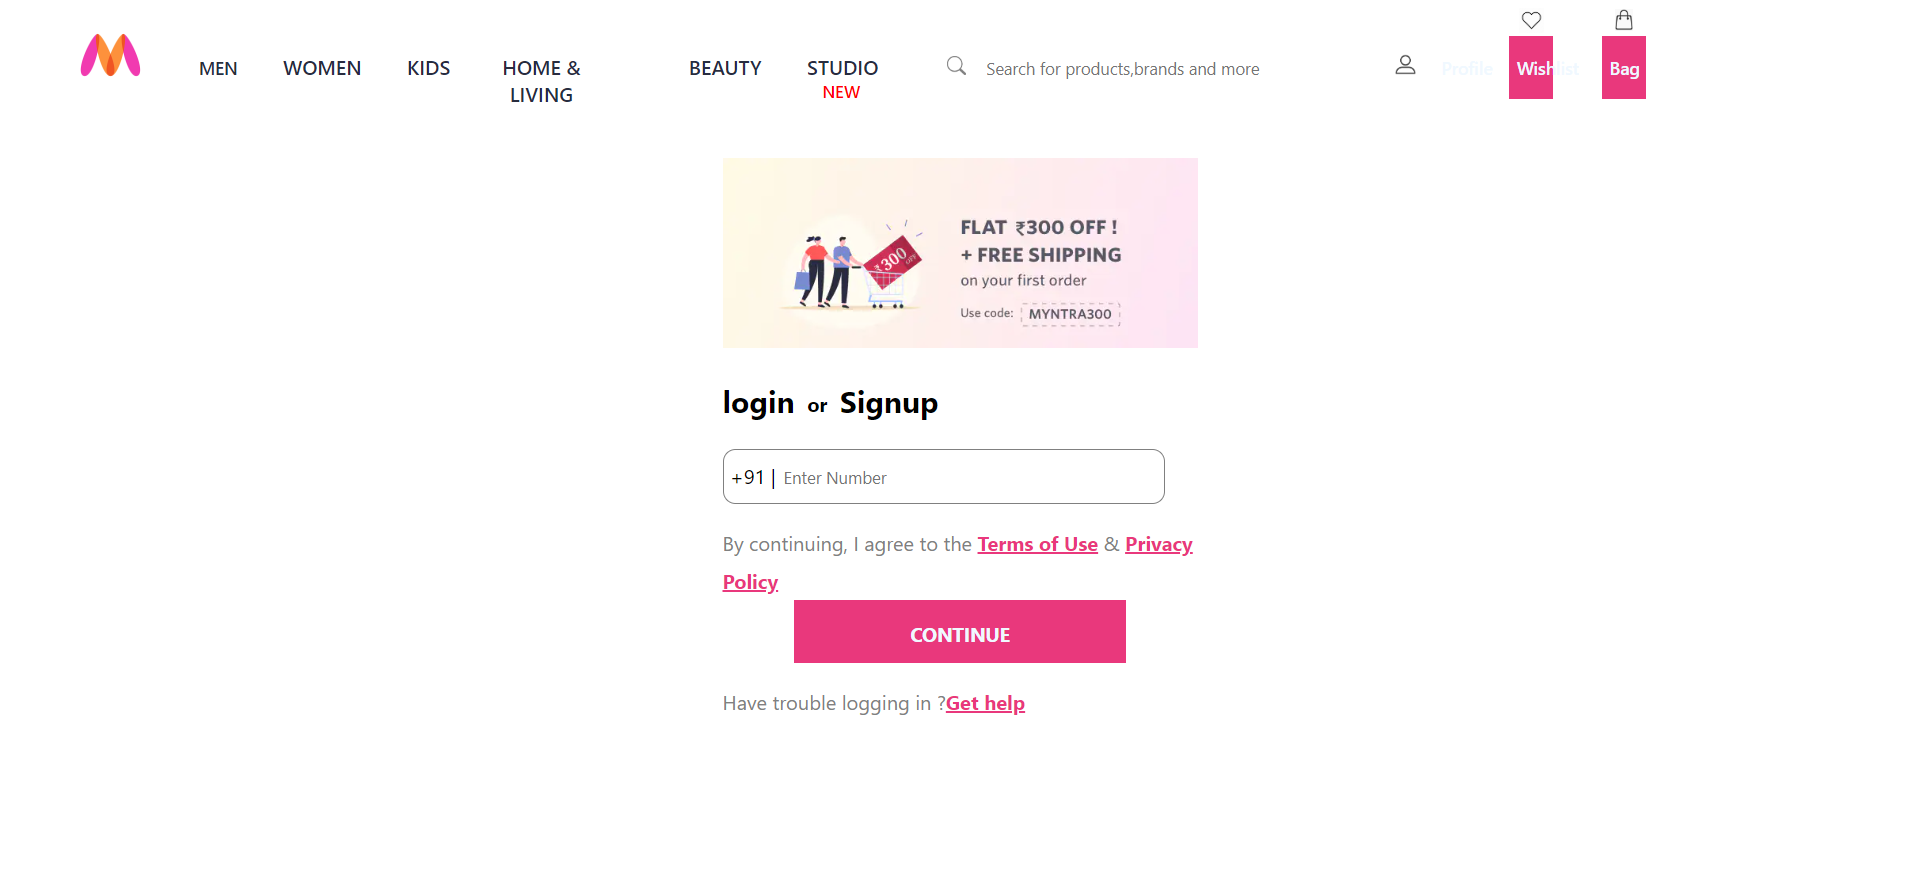 MEN WOMEN KIDS HOME & BEAUTY STUDIO Search for products,brands and more Profile Wishlist Bag
LIVING NEW
FLAT ₹300 OFF !
+ FREE SHIPPING
on your first order
Use code: MYNTRA300
₹300 OFF
login or Signup
+91 | Enter Number
By continuing, I agree to the Terms of Use & Privacy
Policy
CONTINUE
Have trouble logging in ?Get help